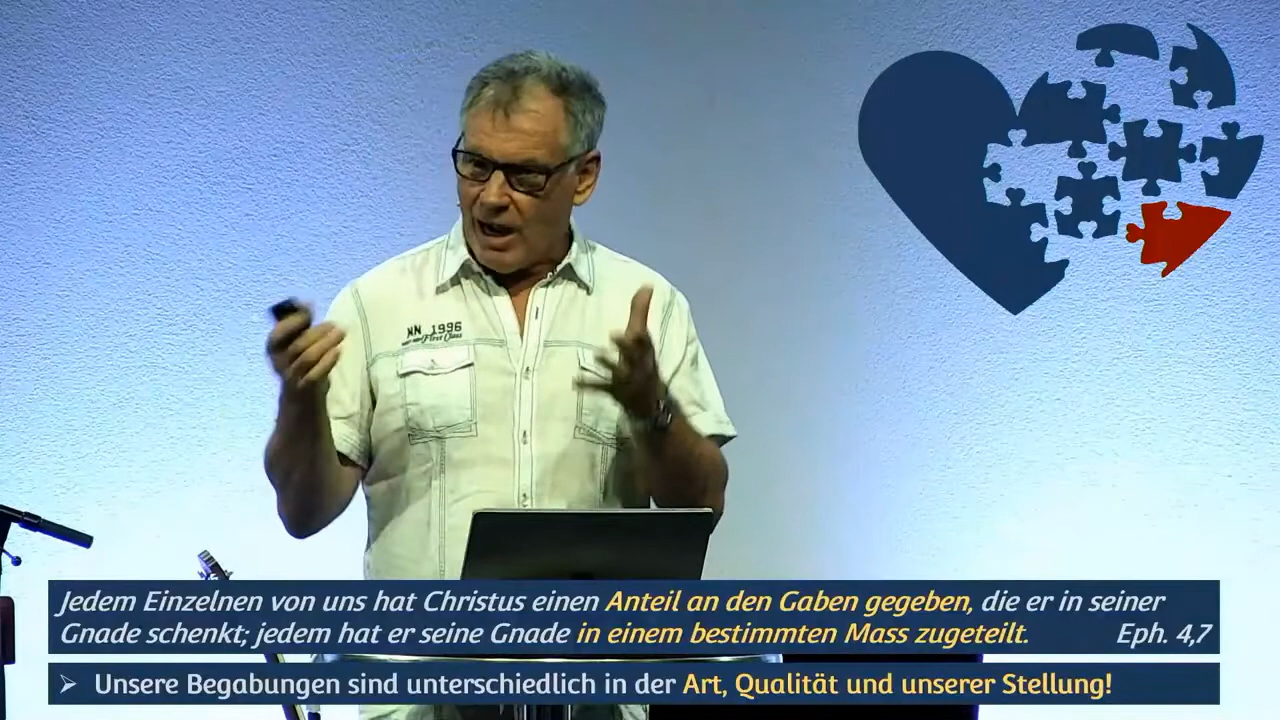 NN 1996
First Class
Jedem Einzelnen von uns hat Christus einen Anteil an den Gaben gegeben, die er in seiner
Gnade schenkt; jedem hat er seine Gnade in einem bestimmten Mass zugeteilt. Eph. 4,7
➢ Unsere Begabungen sind unterschiedlich in der Art, Qualität und unserer Stellung!